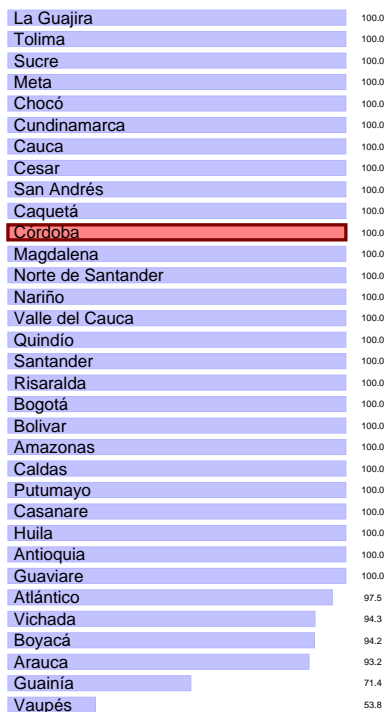 La Guajira 100.0
Tolima 100.0
Sucre 100.0
Meta 100.0
Chocó 100.0
Cundinamarca 100.0
Cauca 100.0
Cesar 100.0
San Andrés 100.0
Caquetá 100.0
Córdoba 100.0
Magdalena 100.0
Norte de Santander 100.0
Nariño 100.0
Valle del Cauca 100.0
Quindío 100.0
Santander 100.0
Risaralda 100.0
Bogotá 100.0
Bolivar 100.0
Amazonas 100.0
Caldas 100.0
Putumayo 100.0
Casanare 100.0
Huila 100.0
Antioquia 100.0
Guaviare 100.0
Atlántico 97.5
Vichada 94.3
Boyacá 94.2
Arauca 93.2
Guainía 71.4
Vaupés 53.8